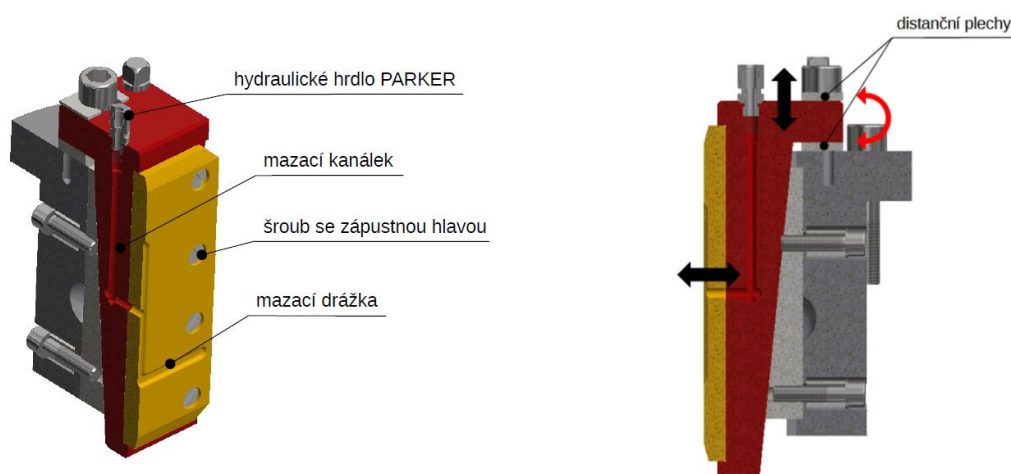 distanční plechy
hydraulické hrdlo PARKER
mazací kanálek
šroub se zápustnou hlavou
mazací drážka